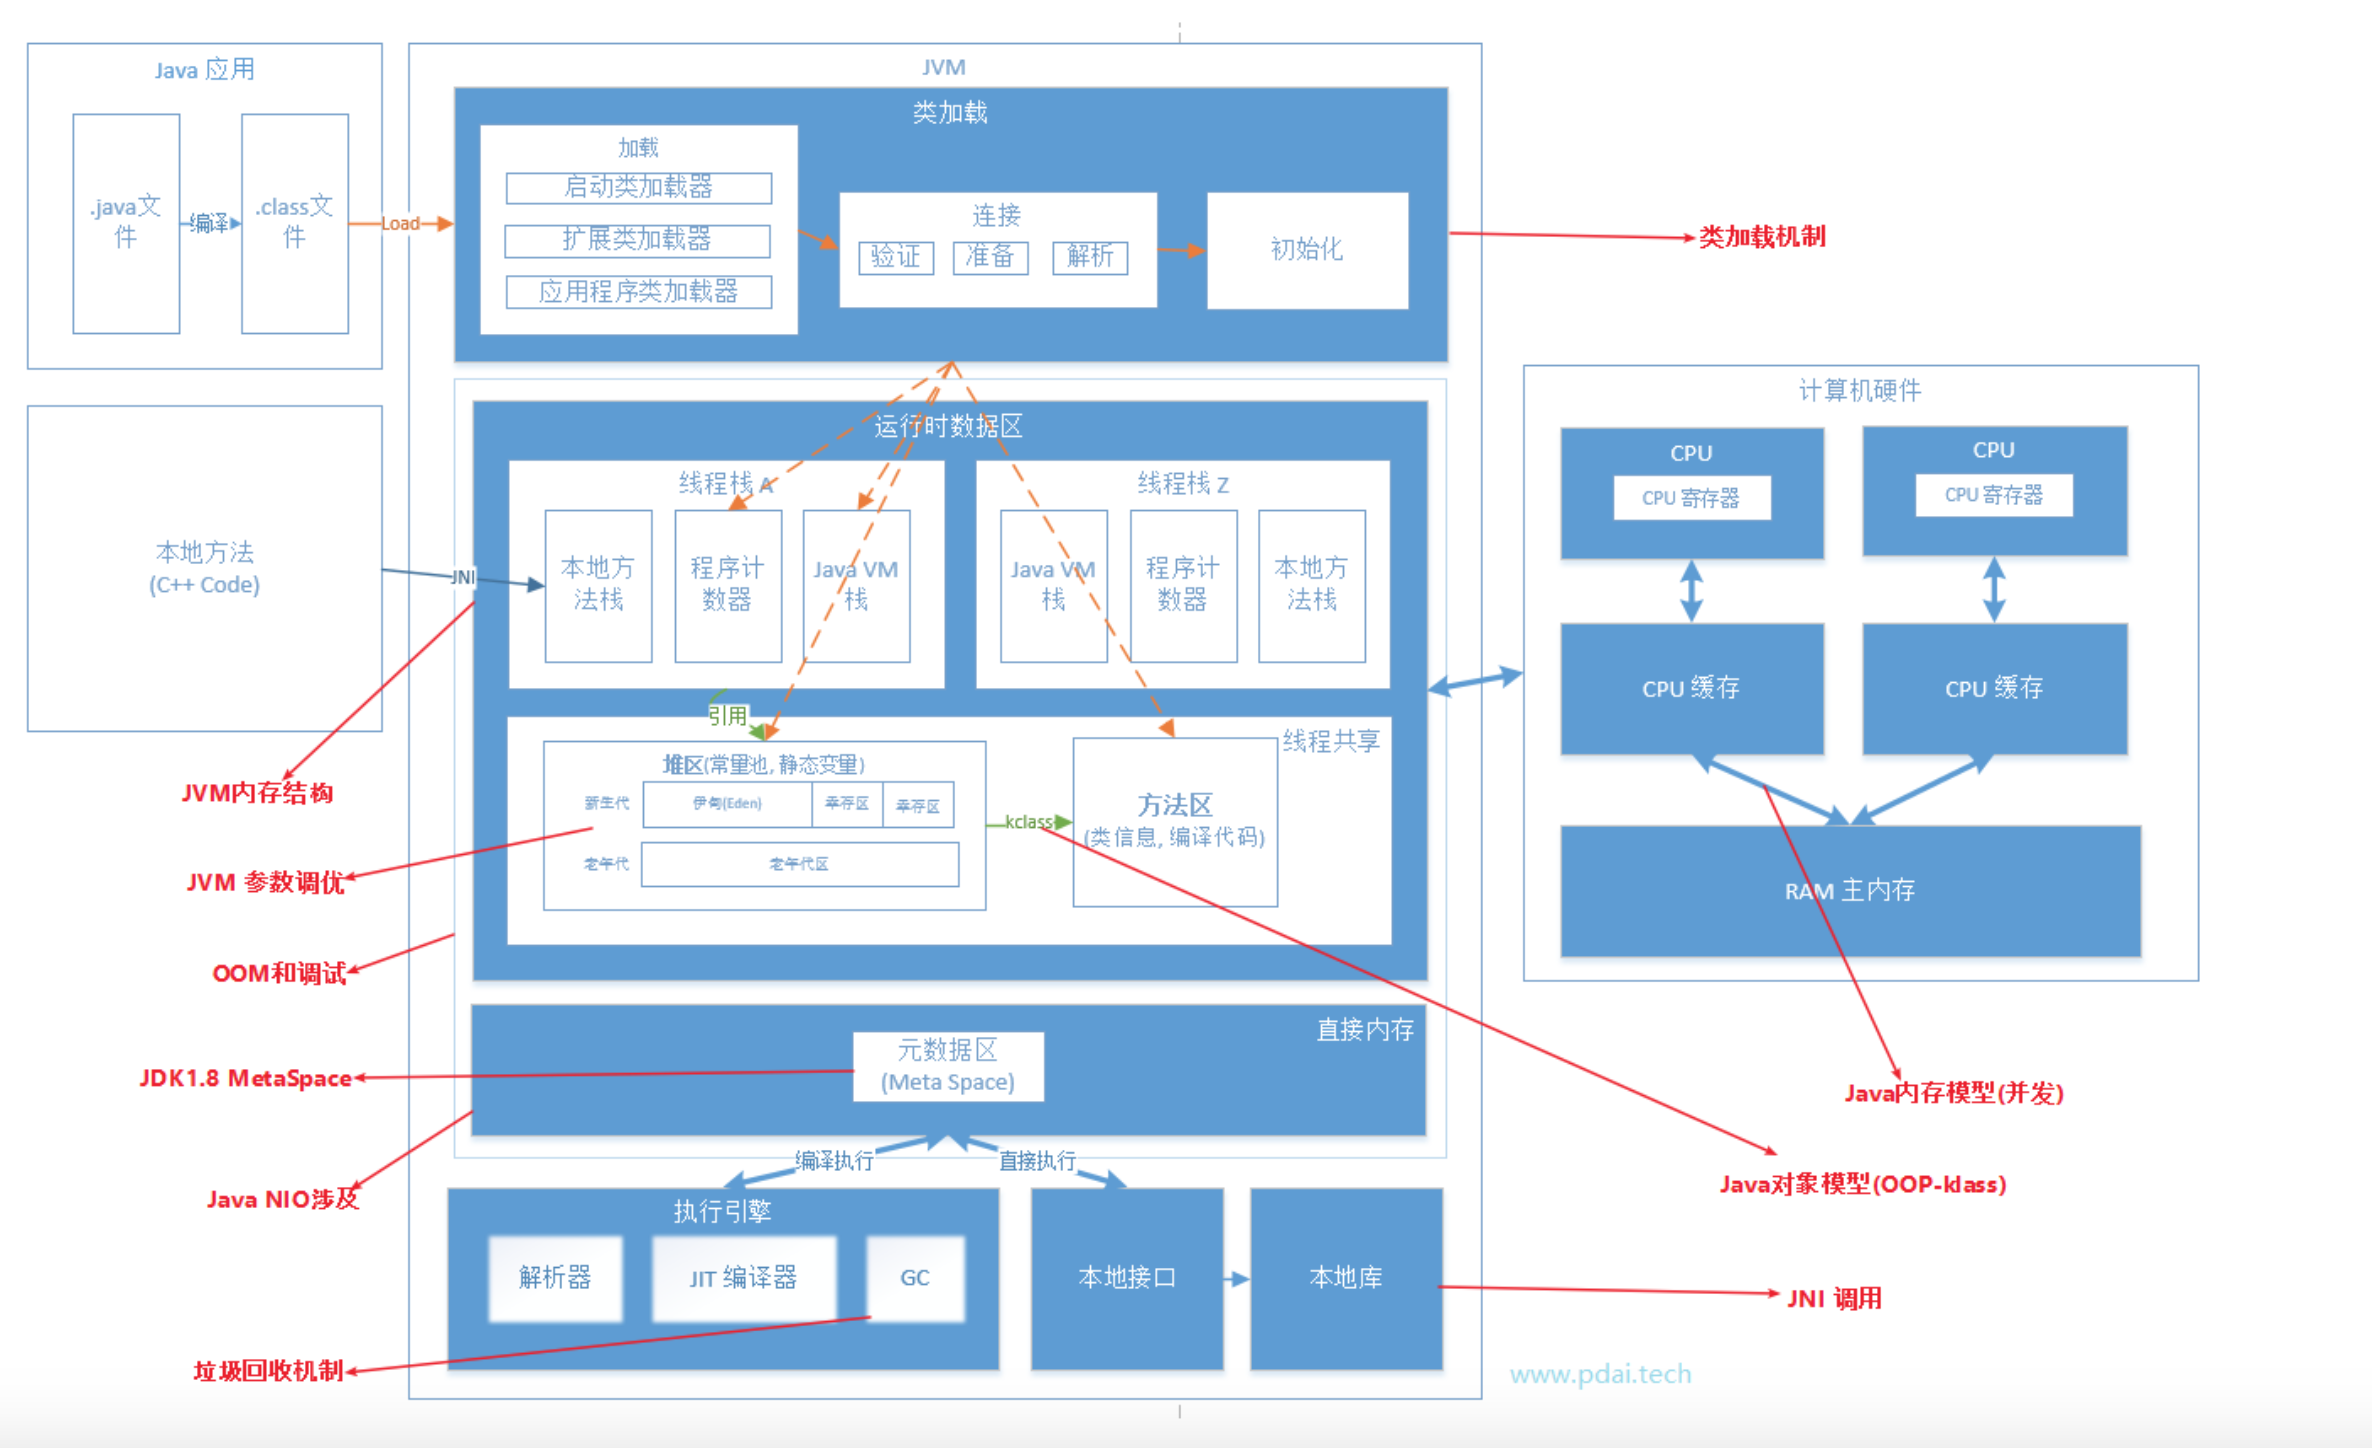 Java 应用
.java文
件
编译
.class文
件
Load
JVM
类加载
加载
启动类加载器
扩展类加载器
应用程序类加载器
连接
验证
准备
解析
初始化
类加载机制
本地方法
(C++ Code)
JNI
运行时数据区
线程栈 A
本地方
法栈
程序计
数器
Java VM
栈
线程栈 Z
Java VM
栈
程序计
数器
本地方
法栈
引用
线程共享
堆区(常量池, 静态变量)
新生代
伊甸(Eden)
幸存区
幸存区
老年代
老年代区
kclass
方法区
(类信息, 编译代码)
计算机硬件
CPU
CPU 寄存器
CPU
CPU 寄存器
CPU 缓存
CPU 缓存
RAM 主内存
JVM内存结构
JVM 参数调优
OOM和调试
直接内存
元数据区
(Meta Space)
JDK1.8 MetaSpace
Java NIO涉及
编译执行
直接执行
执行引擎
解析器
JIT 编译器
GC
本地接口
本地库
垃圾回收机制
Java内存模型(并发)
Java对象模型(OOP-klass)
JNI 调用
www.pdai.tech